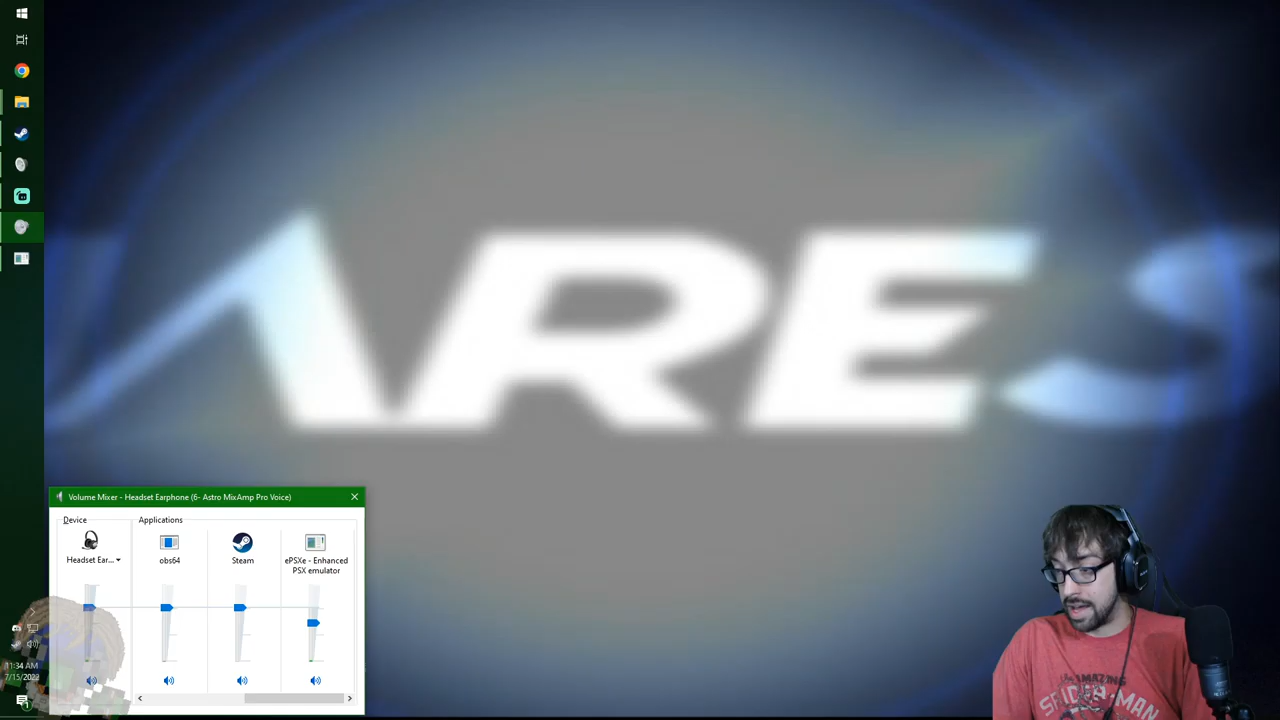 ARES
Volume Mixer - Headset Earphone (6- Astro MixAmp Pro Voice)
Device
Applications
Headset Ear...
obs64
Steam
ePSXe - Enhanced
PSX emulator
11:34 AM
7/15/2022
THE AMAZING
SPIDER-MAN